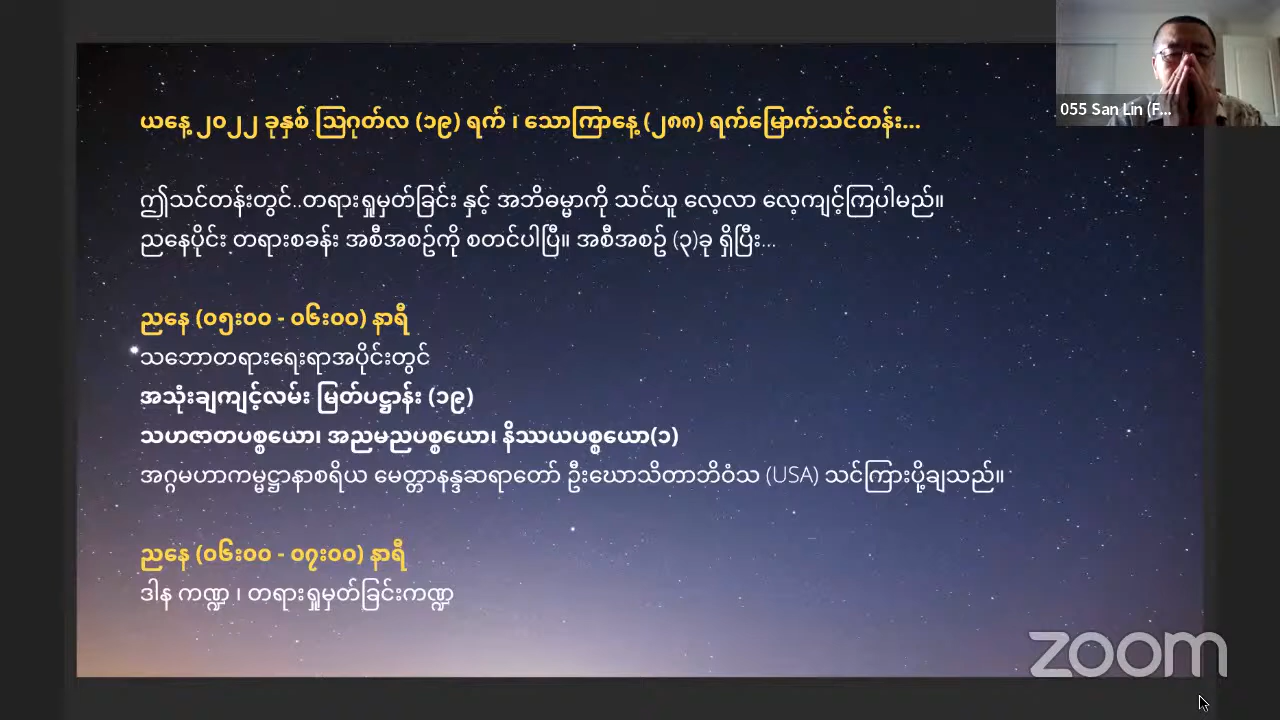 ယနေ့ ၂၀၂၂ ခုနှစ် သြဂုတ်လ (၁၉) ရက် ၊ သောကြာနေ့ (၂၈၈) ရက်မြောက်သင်တန်း...
ဤသင်တန်းတွင်..တရားရှုမှတ်ခြင်း နှင့် အဘိဓမ္မာကို သင်ယူ လေ့လာ လေ့ကျင့်ကြပါမည်။
ညနေပိုင်း တရားစခန်း အစီအစဉ်ကို စတင်ပါပြီ။ အစီအစဉ် (၃)ခု ရှိပြီး...
ညနေ (၀၅း၀၀ - ၀၆း၀၀) နာရီ
သဘောတရားရေးရာအပိုင်းတွင်
အသုံးချကျင့်လမ်း မြတ်ပဋ္ဌာန်း (၁၉)
သဟဇာတပစ္စယော၊ အညမညပစ္စယော၊ နိဿယပစ္စယော(၁)
အဂ္ဂမဟာကမ္မဋ္ဌာနာစရိယ မေတ္တာနန္ဒဆရာတော် ဦးဃောသိတာဘိဝံသ (USA) သင်ကြားပို့ချသည်။
ညနေ (၀၆း၀၀ - ၀၇း၀၀) နာရီ
ဒါန ကဏ္ဍ ၊ တရားရှုမှတ်ခြင်းကဏ္ဍ
055 San Lin (F...
zoom